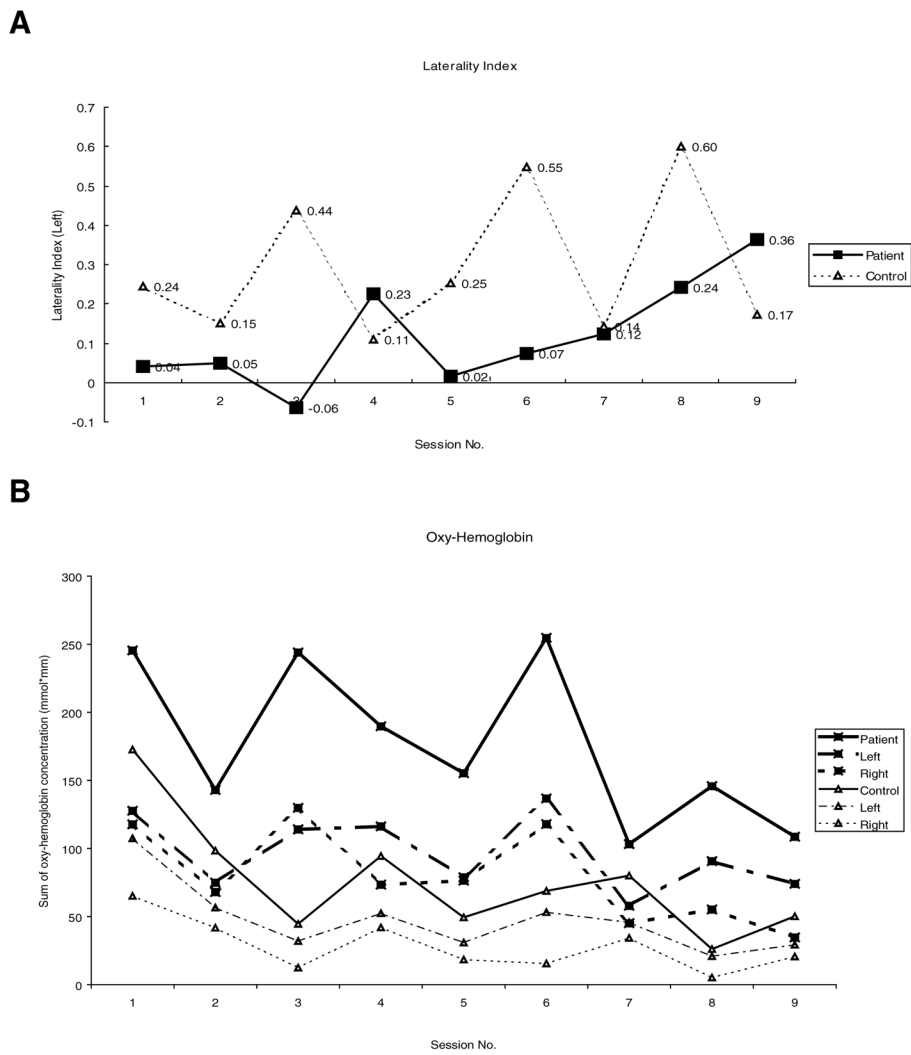 A
Laterality Index
0.7
0.6
0.5
0.4
0.3
0.2
0.1
0
-0.1
Laterality Index (Left)
0.24
0.15
0.44
0.11
0.25
0.55
0.14
0.60
0.17
0.04
0.05
-0.06
0.23
0.02
0.07
0.12
0.24
0.36
1 2 3 4 5 6 7 8 9
Session No.
Patient
Control
B
Oxy-Hemoglobin
300
250
200
150
100
50
0
Sum of oxy-hemoglobin concentration (mmol*mm)
1 2 3 4 5 6 7 8 9
Session No.
Patient
Left
Right
Control
Left
Right